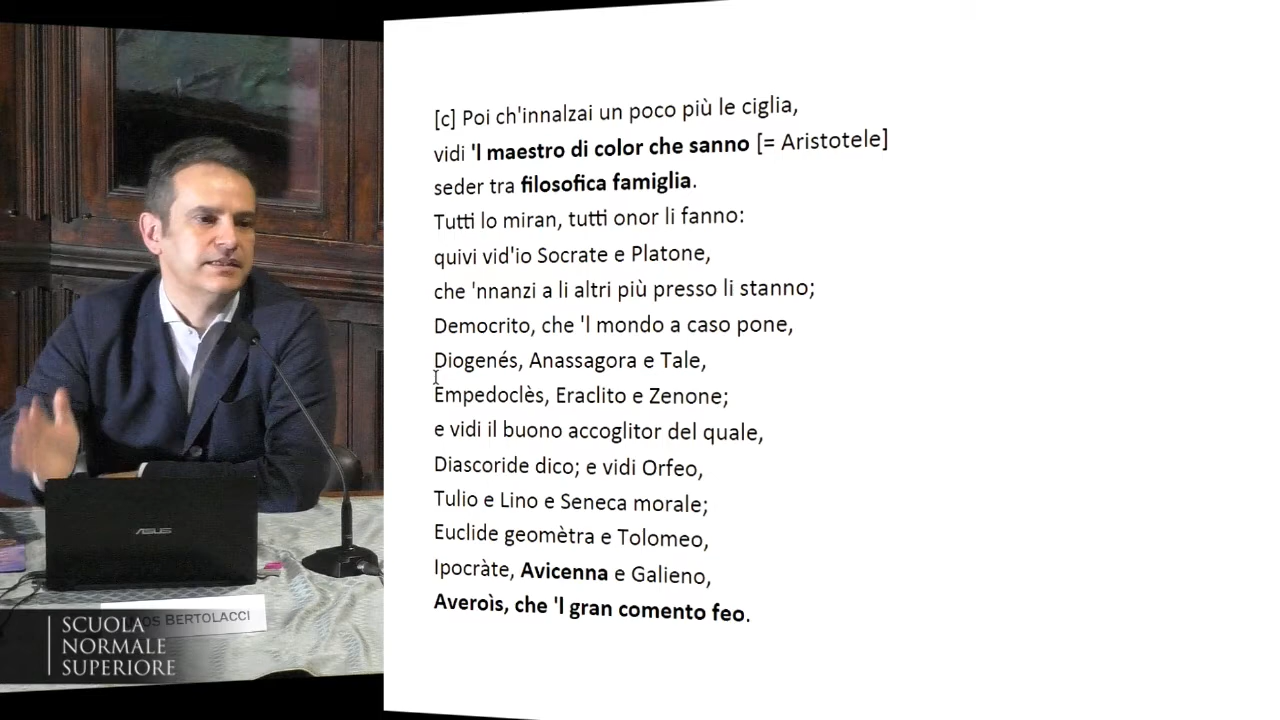 [c] Poi ch'innalzai un poco più le ciglia,
vidi 'l maestro di color che sanno [= Aristotele]
seder tra filosofica famiglia.
Tutti lo miran, tutti onor li fanno:
quivi vid'io Socrate e Platone,
che 'nnanzi a li altri più presso li stanno;
Democrito, che 'l mondo a caso pone,
Diogenés, Anassagora e Tale,
Empedoclès, Eraclito e Zenone;
e vidi il buono accoglitor del quale,
Diascoride dico; e vidi Orfeo,
Tulio e Lino e Seneca morale;
Euclide geomètra e Tolomeo,
Ipocràte, Avicenna e Galieno,
Averoìs, che 'l gran comento feo.
ASUS
BERTOLACCI
SCUOLA
NORMALE
SUPERIORE